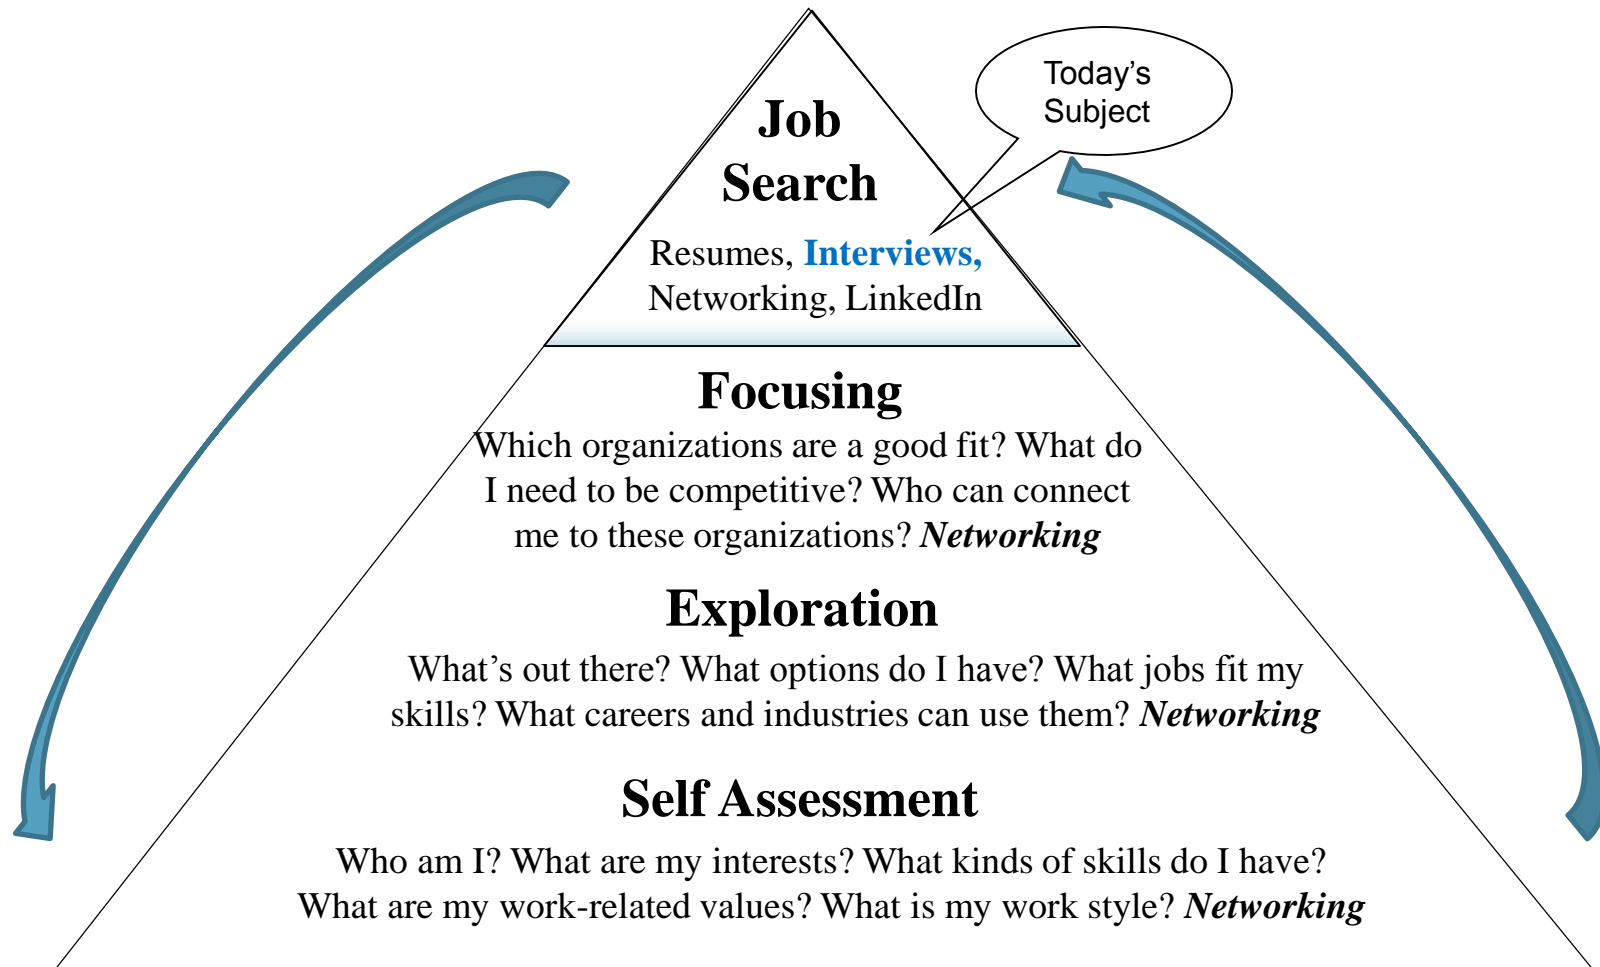 Today’s
Subject
Job
Search
Resumes, Interviews,
Networking, LinkedIn
Focusing
Which organizations are a good fit? What do
I need to be competitive? Who can connect
me to these organizations? Networking
Exploration
What’s out there? What options do I have? What jobs fit my
skills? What careers and industries can use them? Networking
Self Assessment
Who am I? What are my interests? What kinds of skills do I have?
What are my work-related values? What is my work style? Networking